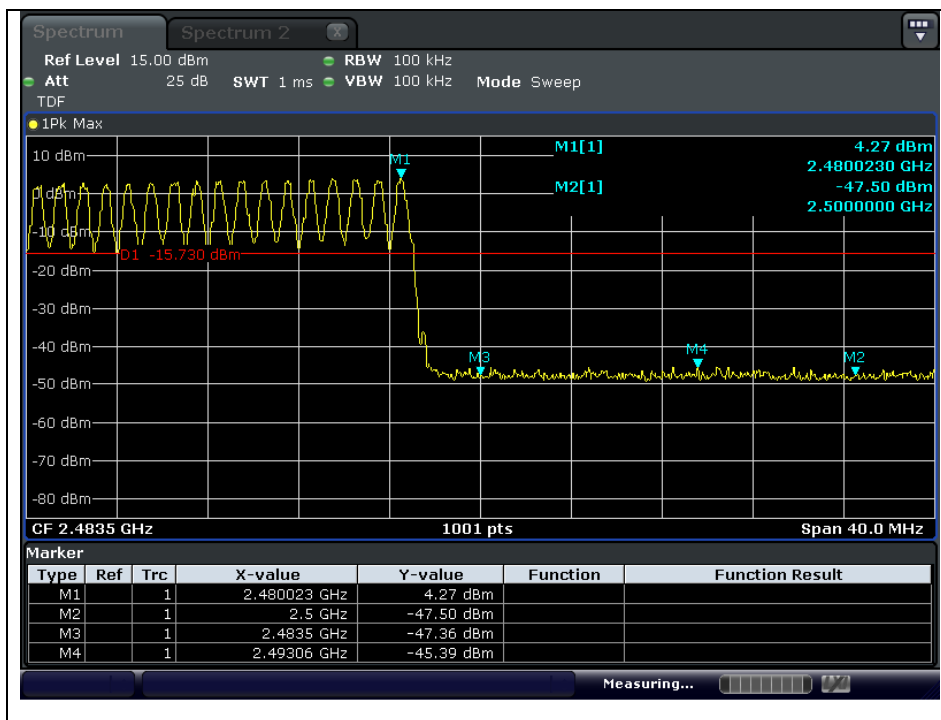 Spectrum Spectrum 2 X
Ref Level 15.00 dBm RBW 100 kHz
Att 25 dB SWT 1 ms VBW 100 kHz Mode Sweep
TDF
1Pk Max
M1[1] 4.27 dBm
2.4800230 GHz
M2[1] -47.50 dBm
2.5000000 GHz
10 dBm
M1
0 dBm
-10 dBm
D1 -15.730 dBm
-20 dBm
-30 dBm
-40 dBm
M3 M4 M2
-50 dBm
-60 dBm
-70 dBm
-80 dBm
CF 2.4835 GHz 1001 pts Span 40.0 MHz
Marker
Type Ref Trc X-value Y-value Function Function Result
M1 1 2.480023 GHz 4.27 dBm
M2 1 2.5 GHz -47.50 dBm
M3 1 2.4835 GHz -47.36 dBm
M4 1 2.49306 GHz -45.39 dBm
Measuring...